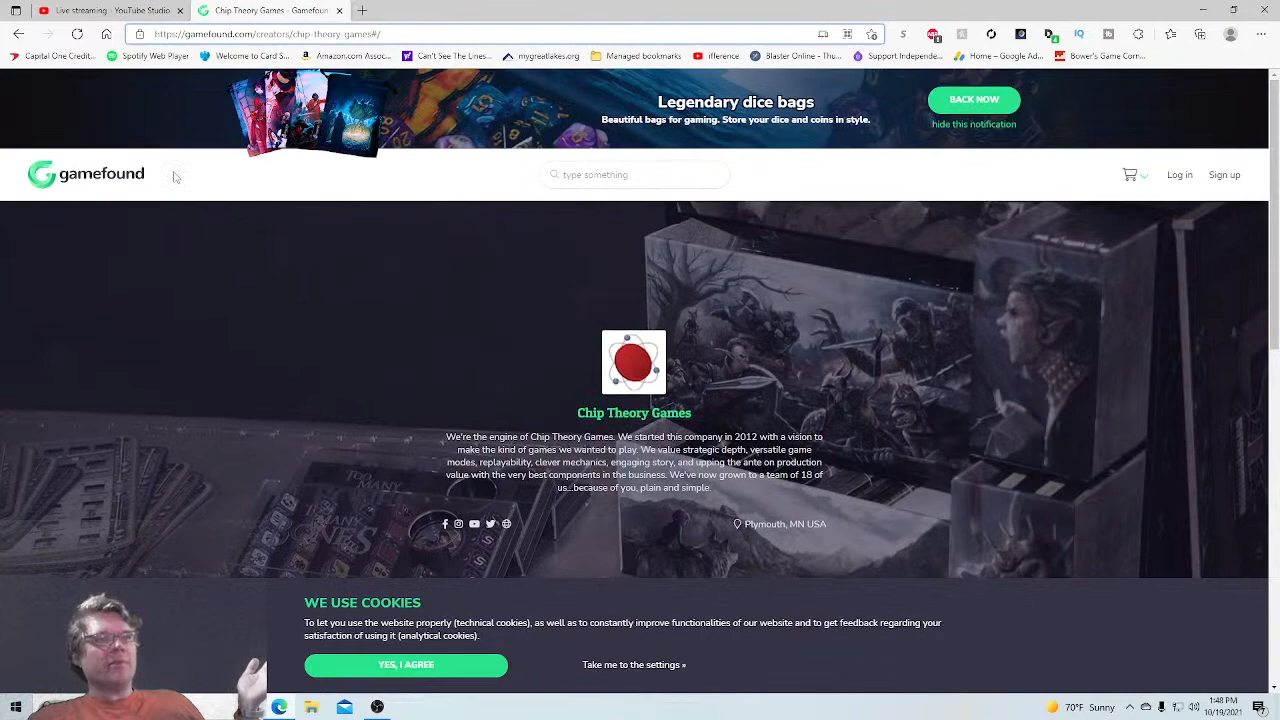 Live streaming - YouTube Studio
Chip Theory Games - Gamefoun
https://gamefound.com/creators/chip-theory-games#/
Capital One Credit...
Spotify Web Player
Welcome to Card S...
Amazon.com Assoc...
Can't See The Lines...
mygreatlakes.org
Managed bookmarks
ifference
Blaster Online - Thu...
Support Independe...
Home – Google Ad...
Bower's Game Corn...
Legendary dice bags
Beautiful bags for gaming. Store your dice and coins in style.
BACK NOW
hide this notification
gamefound
type something
Log in
Sign up
Chip Theory Games
We're the engine of Chip Theory Games. We started this company in 2012 with a vision to
make the kind of games we wanted to play. We value strategic depth, versatile game
modes, replayability, clever mechanics, engaging story, and upping the ante on production
value with the very best components in the business. We've now grown to a team of 18 of
us...because of you, plain and simple.
Plymouth, MN USA
TOO
MANY
WE USE COOKIES
To let you use the website property (technical cookies), as well as to constantly improve functionalities of our website and to get feedback regarding your
satisfaction of using it (analytical cookies).
YES, I AGREE
Take me to the settings »
70°F Sunny
1:48 PM
10/19/2021